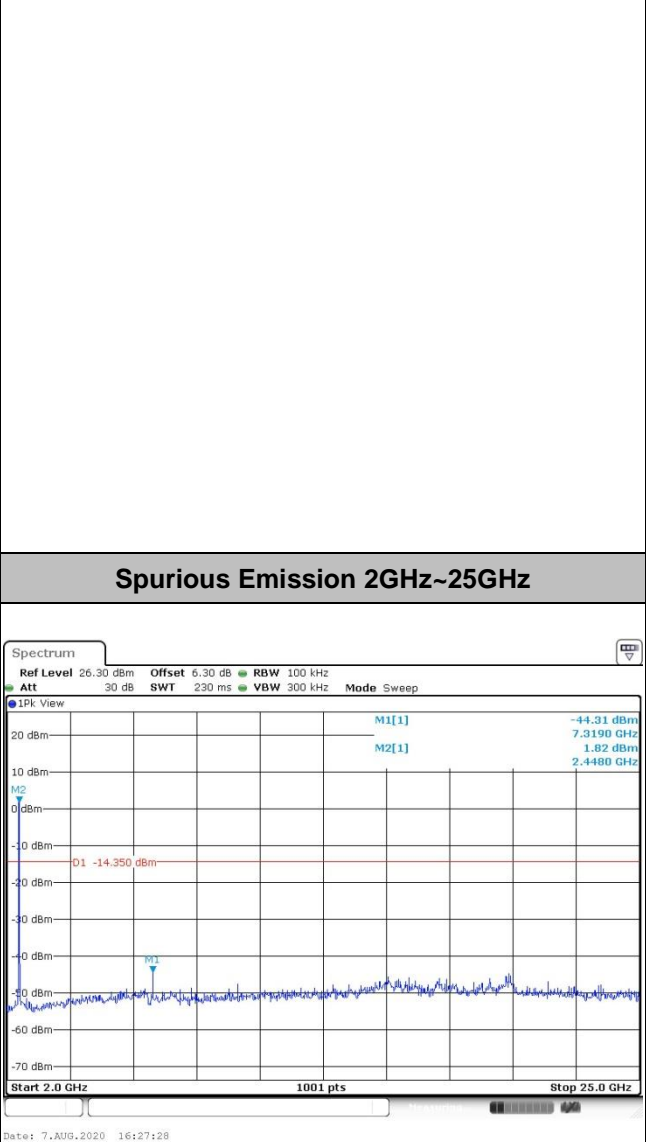 Spurious Emission 2GHz~25GHz
Spectrum
Ref Level 26.30 dBm Offset 6.30 dB RBW 100 kHz
Att 30 dB SWT 230 ms VBW 300 kHz Mode Sweep
1Pk View
M1[1] -44.31 dBm
7.3190 GHz
M2[1] 1.82 dBm
2.4480 GHz
20 dBm
10 dBm
M2
0 dBm
-10 dBm
D1 -14.350 dBm
-20 dBm
-30 dBm
-40 dBm
M1
-50 dBm
-60 dBm
-70 dBm
Start 2.0 GHz 1001 pts Stop 25.0 GHz
Date: 7.AUG.2020 16:27:28